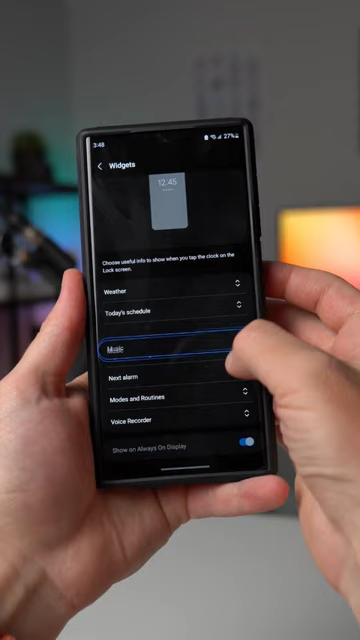 3:48
27%
Widgets
12:45
Choose useful info to show when you tap the clock on the
Lock screen.
Weather
Today's schedule
Music
Next alarm
Modes and Routines
Voice Recorder
Show on Always On Display